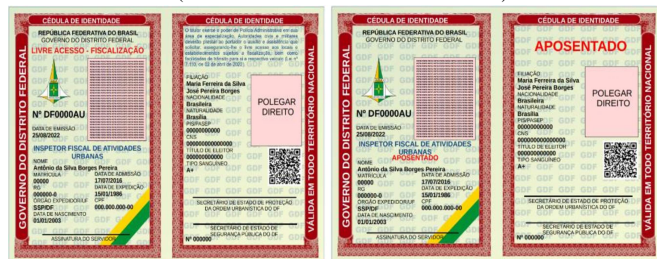 CÉDULA DE IDENTIDADE
REPÚBLICA FEDERATIVA DO BRASIL
GOVERNO DO DISTRITO FEDERAL
LIVRE ACESSO - FISCALIZAÇÃO
GOVERNO DO DISTRITO FEDERAL
Nº DF0000AU
DATA DE EMISSÃO
25/08/2022
INSPETOR FISCAL DE ATIVIDADES
URBANAS
NOME
Antônio da Silva Borges Pereira
MATRÍCULA DATA DE ADMISSÃO
00000 17/07/2016
RG DATA DE EXPEDIÇÃO
000000-0 15/01/1986
ÓRGÃO EXPEDIDOR/UF CPF
SSP/DF 000.000.000-00
DATA DE NASCIMENTO
01/01/2003
ASSINATURA DO SERVIDOR
CÉDULA DE IDENTIDADE
FILIAÇÃO
Maria Ferreira da Silva
José Pereira Borges
NACIONALIDADE
Brasileira
NATURALIDADE
Brasília
PIS/PASEP
00000000000
CNS
000000000000000
TÍTULO DE ELEITOR
000000000000
TIPO SANGUÍNEO
A+
POLEGAR
DIREITO
SECRETÁRIO DE ESTADO DE PROTEÇÃO
DA ORDEM URBANÍSTICA DO DF
SECRETÁRIO DE ESTADO DE
SEGURANÇA PÚBLICA DO DF
Nº 000000
VÁLIDA EM TODO TERRITÓRIO NACIONAL
CÉDULA DE IDENTIDADE
REPÚBLICA FEDERATIVA DO BRASIL
GOVERNO DO DISTRITO FEDERAL
GOVERNO DO DISTRITO FEDERAL
Nº DF0000AU
DATA DE EMISSÃO
25/08/2022
INSPETOR FISCAL DE ATIVIDADES
URBANAS
APOSENTADO
NOME
Antônio da Silva Borges Pereira
MATRÍCULA DATA DE ADMISSÃO
00000 17/07/2016
RG DATA DE EXPEDIÇÃO
000000-0 15/01/1986
ÓRGÃO EXPEDIDOR/UF CPF
SSP/DF 000.000.000-00
DATA DE NASCIMENTO
01/01/2003
ASSINATURA DO SERVIDOR
CÉDULA DE IDENTIDADE
APOSENTADO
FILIAÇÃO
Maria Ferreira da Silva
José Pereira Borges
NACIONALIDADE
Brasileira
NATURALIDADE
Brasília
PIS/PASEP
00000000000
CNS
000000000000000
TÍTULO DE ELEITOR
000000000000
TIPO SANGUÍNEO
A+
POLEGAR
DIREITO
SECRETÁRIO DE ESTADO DE PROTEÇÃO
DA ORDEM URBANÍSTICA DO DF
SECRETÁRIO DE ESTADO DE
SEGURANÇA PÚBLICA DO DF
Nº 000000
VÁLIDA EM TODO TERRITÓRIO NACIONAL